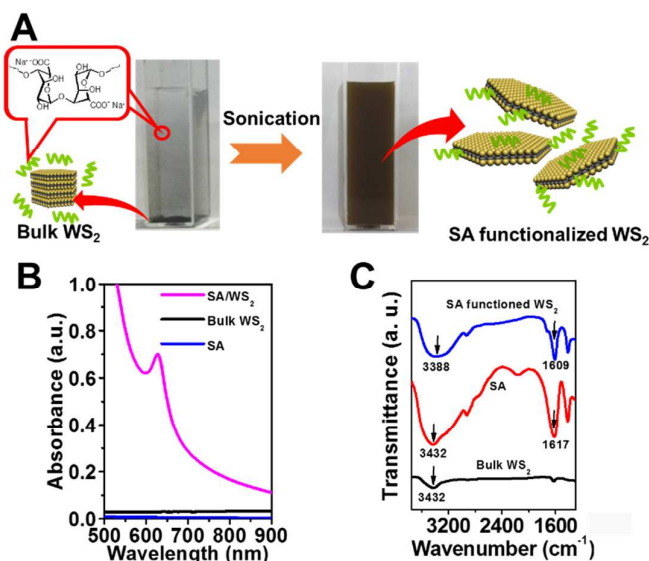 A
Na⁺⁻OOC
OH
OH
O
O
O
O
O
OH
OH
COO⁻Na⁺
Sonication
Bulk WS₂
SA functionalized WS₂
B
Absorbance (a.u.)
1.0
0.8
0.6
0.4
0.2
0.0
SA/WS₂
Bulk WS₂
SA
500 600 700 800 900
Wavelength (nm)
C
Transmittance (a. u.)
SA functioned WS₂
3388
1609
SA
3432
1617
Bulk WS₂
3432
3200 2400 1600
Wavenumber (cm⁻¹)